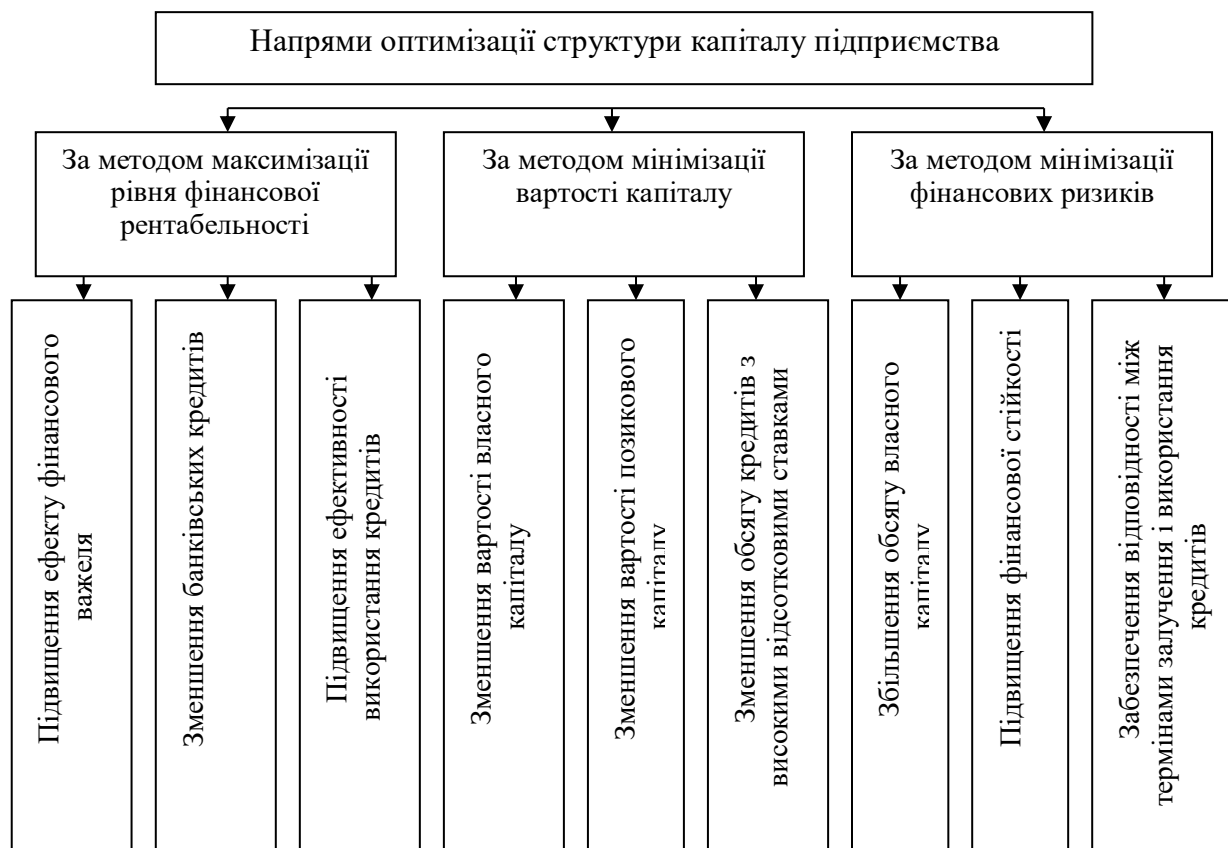 Напрями оптимізації структури капіталу підприємства
За методом максимізації
рівня фінансової
рентабельності
За методом мінімізації
вартості капіталу
За методом мінімізації
фінансових ризиків
Підвищення ефекту фінансового
важеля
Зменшення банківських кредитів
Підвищення ефективності
використання кредитів
Зменшення вартості власного
капіталу
Зменшення вартості позикового
капіталу
Зменшення обсягу кредитів з
високими відсотковими ставками
Збільшення обсягу власного
капіталу
Підвищення фінансової стійкості
Забезпечення відповідності між
термінами залучення і використання
кредитів